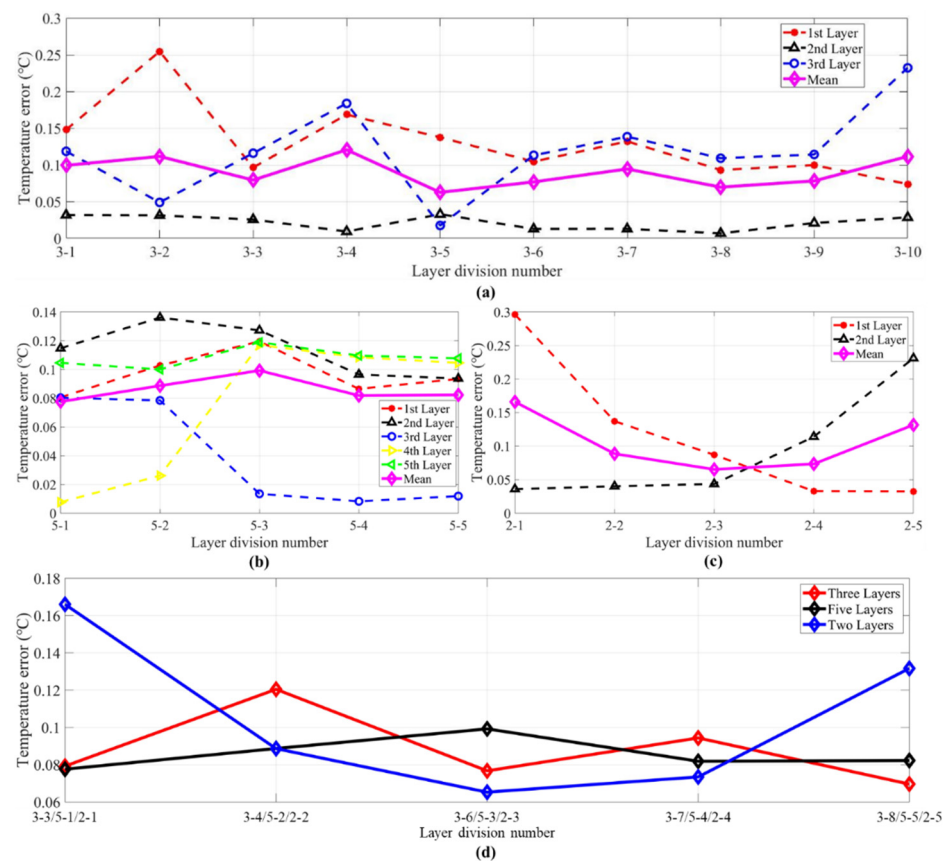 0.3
0.25
0.2
0.15
0.1
0.05
0
Temperature error (℃)
1st Layer
2nd Layer
3rd Layer
Mean
3-1 3-2 3-3 3-4 3-5 3-6 3-7 3-8 3-9 3-10
Layer division number
(a)
0.14
0.12
0.1
0.08
0.06
0.04
0.02
0
Temperature error (℃)
1st Layer
2nd Layer
3rd Layer
4th Layer
5th Layer
Mean
5-1 5-2 5-3 5-4 5-5
Layer division number
(b)
0.3
0.25
0.2
0.15
0.1
0.05
0
Temperature error (℃)
1st Layer
2nd Layer
Mean
2-1 2-2 2-3 2-4 2-5
Layer division number
(c)
0.18
0.16
0.14
0.12
0.1
0.08
0.06
Temperature error (℃)
Three Layers
Five Layers
Two Layers
3-3/5-1/2-1 3-4/5-2/2-2 3-6/5-3/2-3 3-7/5-4/2-4 3-8/5-5/2-5
Layer division number
(d)